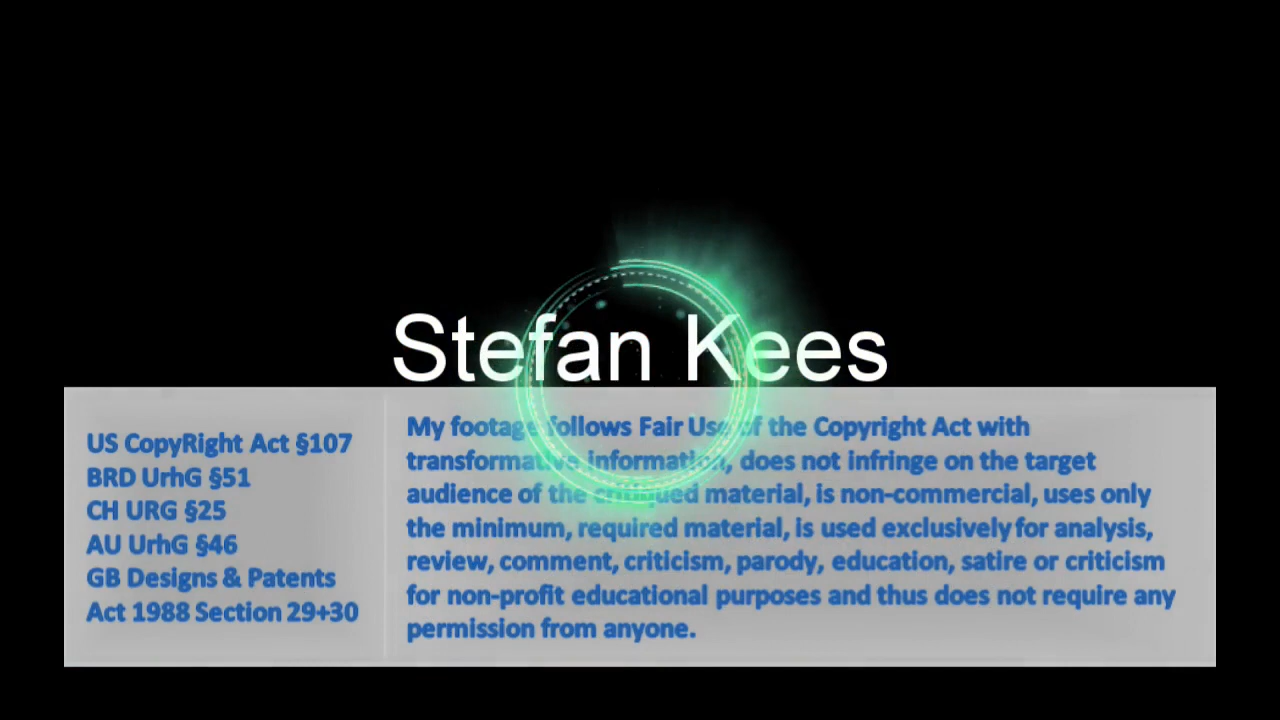 Stefan Kees
US CopyRight Act §107
BRD UrhG §51
CH URG §25
AU UrhG §46
GB Designs & Patents
Act 1988 Section 29+30
My footage follows Fair Use of the Copyright Act with
transformative information, does not infringe on the target
audience of the critiqued material, is non-commercial, uses only
the minimum, required material, is used exclusively for analysis,
review, comment, criticism, parody, education, satire or criticism
for non-profit educational purposes and thus does not require any
permission from anyone.